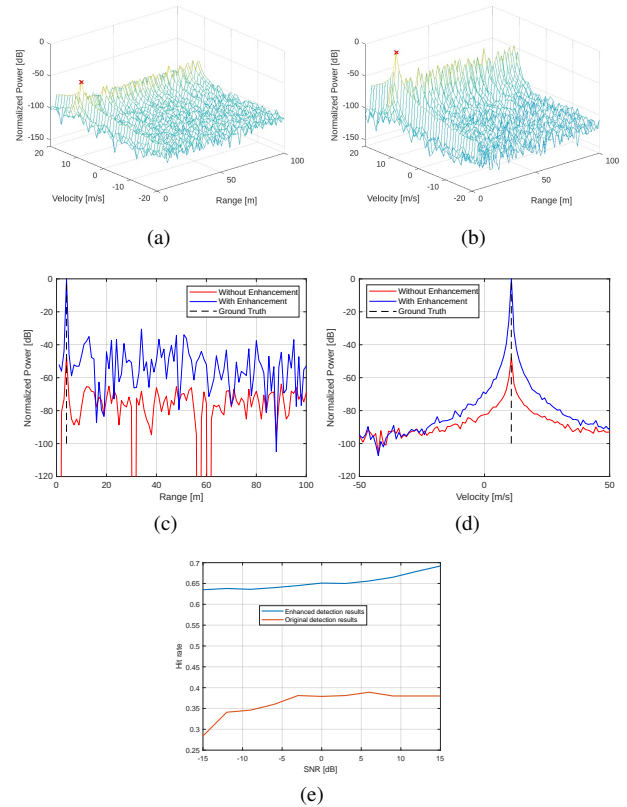 0
-50
-100
-150
Normalized Power [dB]
20
10
0
-10
-20
Velocity [m/s]
0
50
100
Range [m]
(a)
0
-50
-100
-150
Normalized Power [dB]
20
10
0
-10
-20
Velocity [m/s]
0
50
100
Range [m]
(b)
0
-20
-40
-60
-80
-100
-120
Normalized Power [dB]
Without Enhancement
With Enhancement
Ground Truth
0
20
40
60
80
100
Range [m]
(c)
0
-20
-40
-60
-80
-100
-120
Normalized Power [dB]
Without Enhancement
With Enhancement
Ground Truth
-50
0
50
Velocity [m/s]
(d)
0.7
0.65
0.6
0.55
0.5
0.45
0.4
0.35
0.3
0.25
Hit rate
Enhanced detection results
Original detection results
-15
-10
-5
0
5
10
15
SNR [dB]
(e)